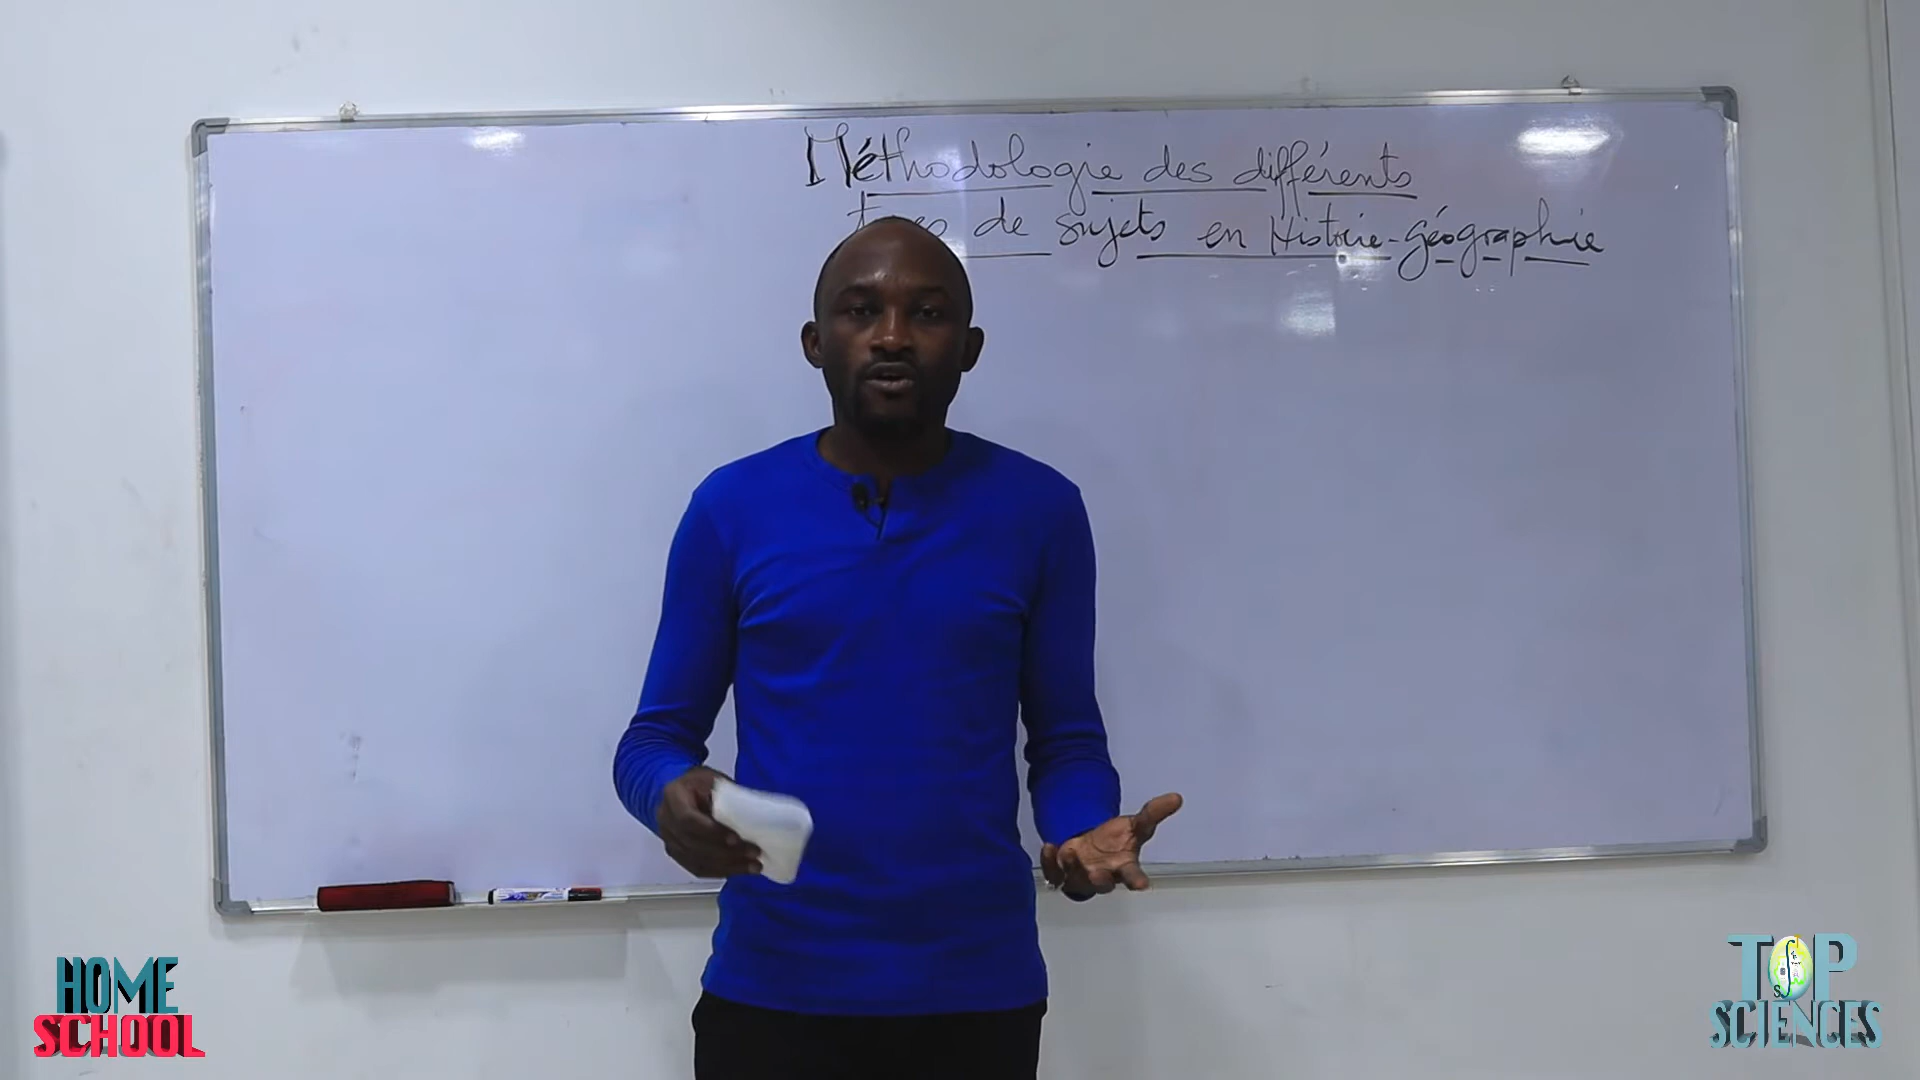 Méthodologie des différents
de sujets en Histoire-géographie
HOME
SCHOOL
TOP
SCIENCES